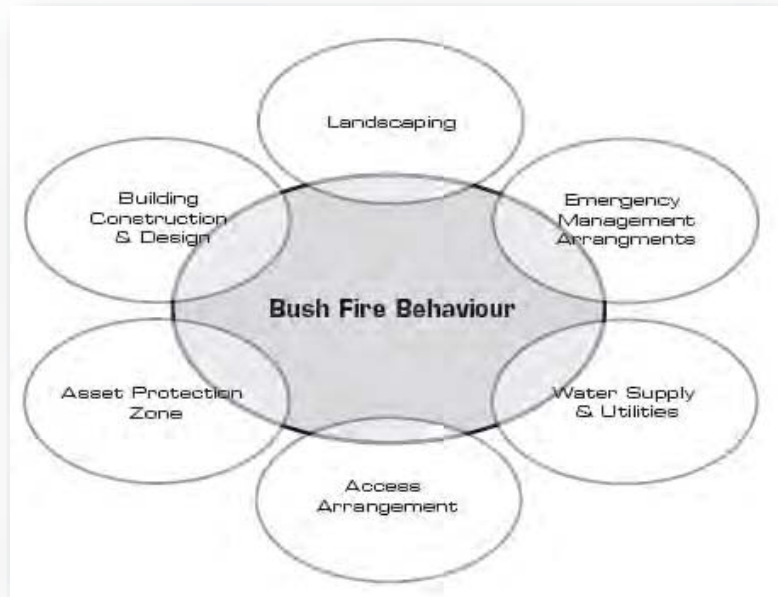 Landscaping
Building
Construction
& Design
Emergency
Management
Arrangments
Bush Fire Behaviour
Asset Protection
Zone
Water Supply
& Utilities
Access
Arrangement